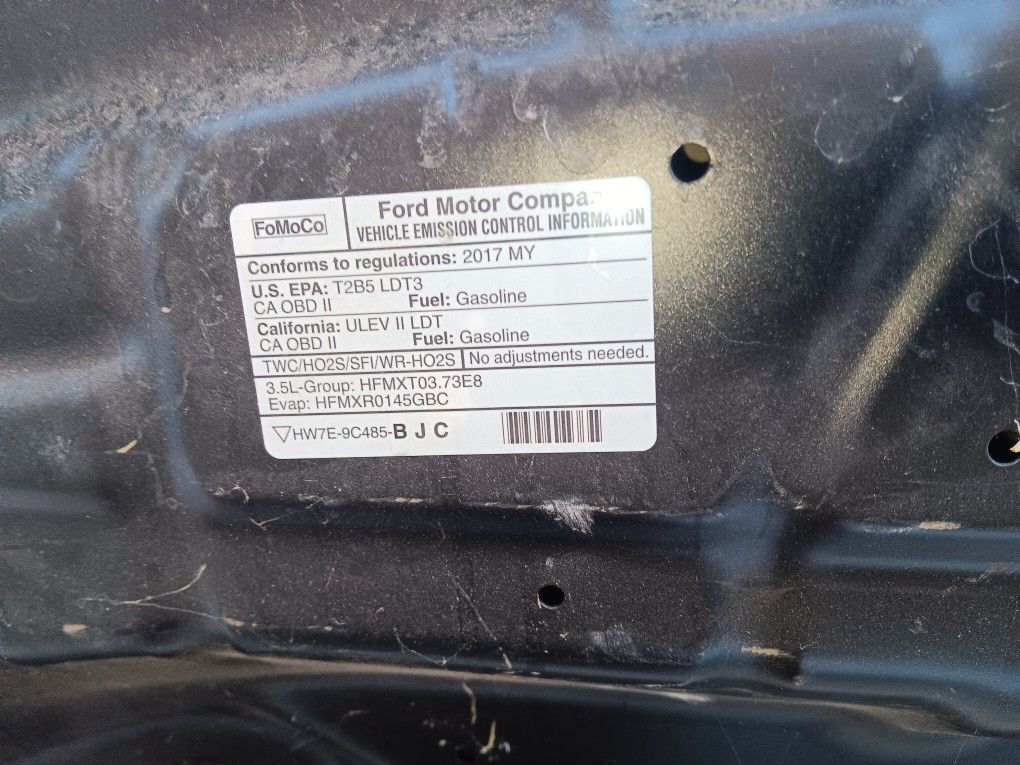 FoMoCo
Ford Motor Compa
VEHICLE EMISSION CONTROL INFORMATION
Conforms to regulations: 2017 MY
U.S. EPA: T2B5 LDT3
CA OBD II Fuel: Gasoline
California: ULEV II LDT
CA OBD II Fuel: Gasoline
TWC/HO2S/SFI/WR-HO2S No adjustments needed.
3.5L-Group: HFMXT03.73E8
Evap: HFMXR0145GBC
HW7E-9C485-B J C